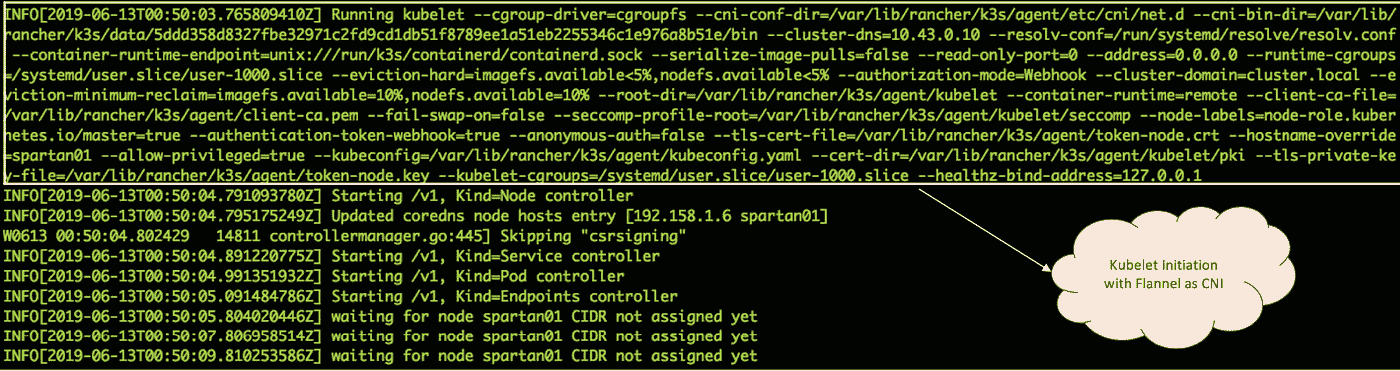 INFO[2019-06-13T00:50:03.765809410Z] Running kubelet --cgroup-driver=cgroupfs --cni-conf-dir=/var/lib/rancher/k3s/agent/etc/cni/net.d --cni-bin-dir=/var/lib/
rancher/k3s/data/5ddd358d8327fbe32971c2fd9cd1db51f8789ee1a51eb2255346c1e976a8b51e/bin --cluster-dns=10.43.0.10 --resolv-conf=/run/systemd/resolve/resolv.conf
--container-runtime-endpoint=unix:///run/k3s/containerd/containerd.sock --serialize-image-pulls=false --read-only-port=0 --address=0.0.0.0 --runtime-cgroups
=/systemd/user.slice/user-1000.slice --eviction-hard=imagefs.available<5%,nodefs.available<5% --authorization-mode=Webhook --cluster-domain=cluster.local --e
viction-minimum-reclaim=imagefs.available=10%,nodefs.available=10% --root-dir=/var/lib/rancher/k3s/agent/kubelet --container-runtime=remote --client-ca-file=
/var/lib/rancher/k3s/agent/client-ca.pem --fail-swap-on=false --seccomp-profile-root=/var/lib/rancher/k3s/agent/kubelet/seccomp --node-labels=node-role.kuber
netes.io/master=true --authentication-token-webhook=true --anonymous-auth=false --tls-cert-file=/var/lib/rancher/k3s/agent/token-node.crt --hostname-override
=spartan01 --allow-privileged=true --kubeconfig=/var/lib/rancher/k3s/agent/kubeconfig.yaml --cert-dir=/var/lib/rancher/k3s/agent/kubelet/pki --tls-private-ke
y-file=/var/lib/rancher/k3s/agent/token-node.key --kubelet-cgroups=/systemd/user.slice/user-1000.slice --healthz-bind-address=127.0.0.1
INFO[2019-06-13T00:50:04.791093780Z] Starting /v1, Kind=Node controller
INFO[2019-06-13T00:50:04.795175249Z] Updated coredns node hosts entry [192.158.1.6 spartan01]
W0613 00:50:04.802429   14811 controllermanager.go:445] Skipping "csrsigning"
INFO[2019-06-13T00:50:04.891220775Z] Starting /v1, Kind=Service controller
INFO[2019-06-13T00:50:04.991351932Z] Starting /v1, Kind=Pod controller
INFO[2019-06-13T00:50:05.091484786Z] Starting /v1, Kind=Endpoints controller
INFO[2019-06-13T00:50:05.804020446Z] waiting for node spartan01 CIDR not assigned yet
INFO[2019-06-13T00:50:07.806958514Z] waiting for node spartan01 CIDR not assigned yet
INFO[2019-06-13T00:50:09.810253586Z] waiting for node spartan01 CIDR not assigned yet
Kubelet Initiation
with Flannel as CNI